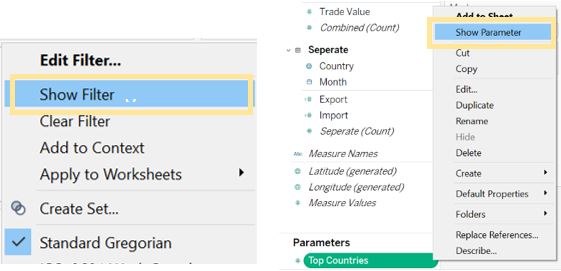 Edit Filter...
Show Filter
Clear Filter
Add to Context
Apply to Worksheets
Create Set...
Standard Gregorian
Trade Value
Combined (Count)
Seperate
Country
Month
Export
Import
Seperate (Count)
Abc Measure Names
Latitude (generated)
Longitude (generated)
Measure Values
Parameters
Top Countries
Add to Sheet
Show Parameter
Cut
Copy
Edit...
Duplicate
Rename
Hide
Delete
Create
Default Properties
Folders
Replace References...
Describe...